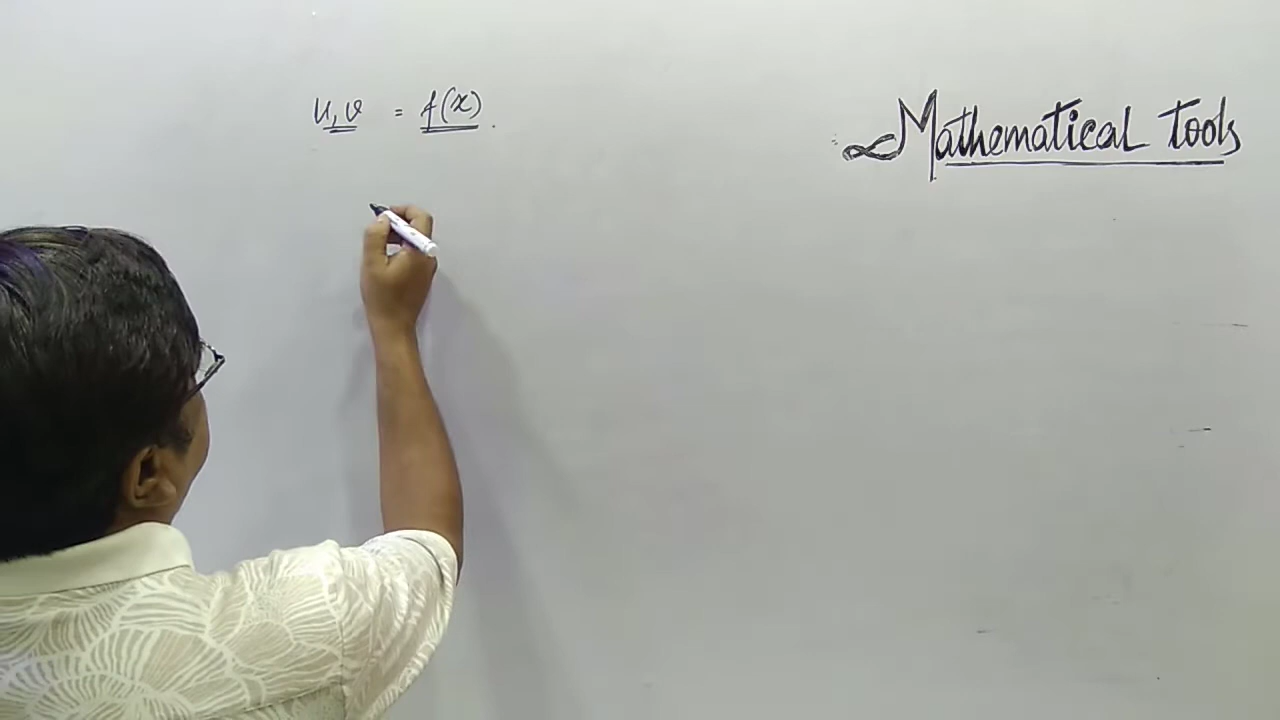 u, v = f(x).
Mathematical Tools